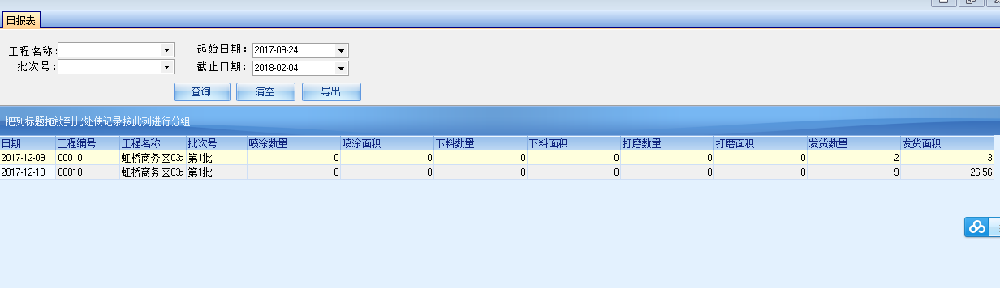 日报表
工程名称: 起始日期: 2017-09-24
批次号: 截止日期: 2018-02-04
查询 清空 导出
把列标题拖放到此处使记录按此列进行分组
日期 工程编号 工程名称 批次号 喷涂数量 喷涂面积 下料数量 下料面积 打磨数量 打磨面积 发货数量 发货面积
2017-12-09 00010 虹桥商务区03 第1批 0 0 0 0 0 0 2 3
2017-12-10 00010 虹桥商务区03 第1批 0 0 0 0 0 0 9 26.56